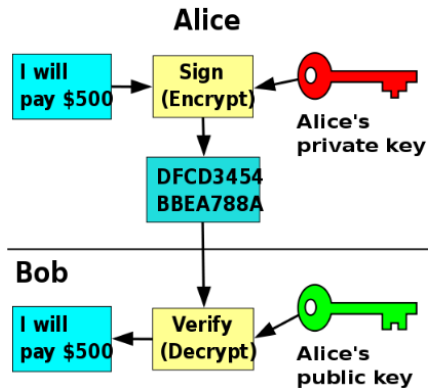 Alice
I will
pay $500
Sign
(Encrypt)
Alice's
private key
DFCD3454
BBEA788A
Bob
I will
pay $500
Verify
(Decrypt)
Alice's
public key